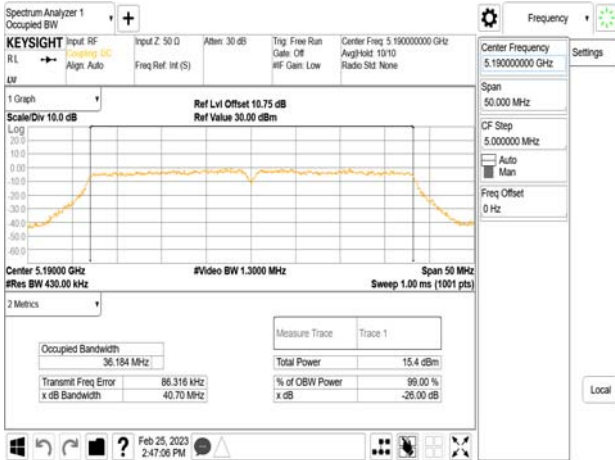 Spectrum Analyzer 1
Occupied BW
Frequency
KEYSIGHT
R L
Input: RF
Coupling: DC
Align: Auto
Input Z: 50 Ω
Freq Ref: Int (S)
Atten: 30 dB
Trig: Free Run
Gate: Off
#IF Gain: Low
Center Freq: 5.190000000 GHz
Avg|Hold: 10/10
Radio Std: None
1 Graph
Scale/Div 10.0 dB
Ref Lvl Offset 10.75 dB
Ref Value 30.00 dBm
Log
20.0
10.0
0.00
-10.0
-20.0
-30.0
-40.0
-50.0
-60.0
Center 5.19000 GHz
#Res BW 430.00 kHz
#Video BW 1.3000 MHz
Span 50 MHz
Sweep 1.00 ms (1001 pts)
2 Metrics
Measure Trace
Trace 1
Occupied Bandwidth
36.184 MHz
Total Power
15.4 dBm
Transmit Freq Error
86.316 kHz
% of OBW Power
99.00 %
x dB Bandwidth
40.70 MHz
x dB
-26.00 dB
Feb 25, 2023
2:47:06 PM
Center Frequency
5.190000000 GHz
Span
50.000 MHz
CF Step
5.000000 MHz
Auto
Man
Freq Offset
0 Hz
Settings
Local